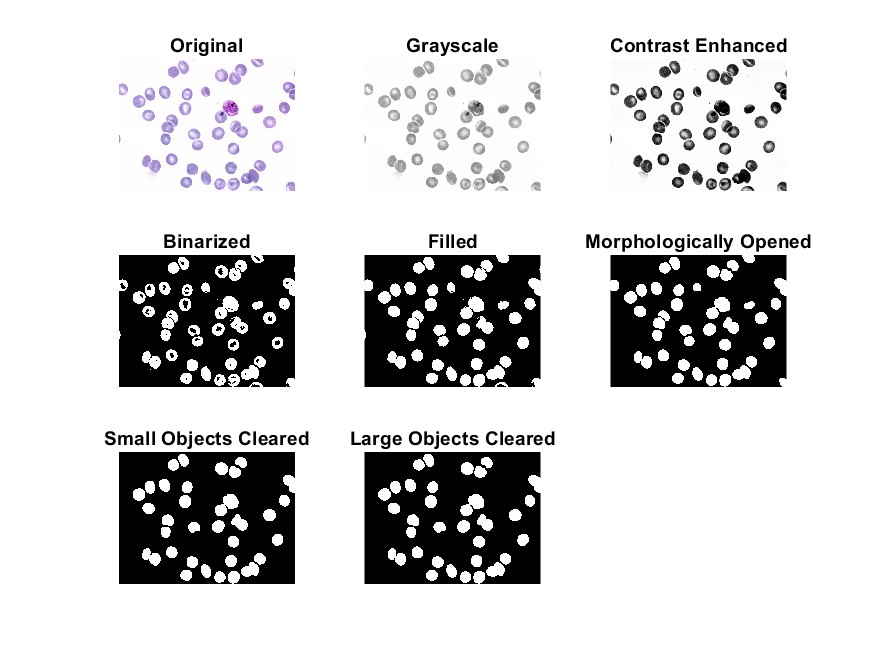 Original
Grayscale
Contrast Enhanced
Binarized
Filled
Morphologically Opened
Small Objects Cleared
Large Objects Cleared